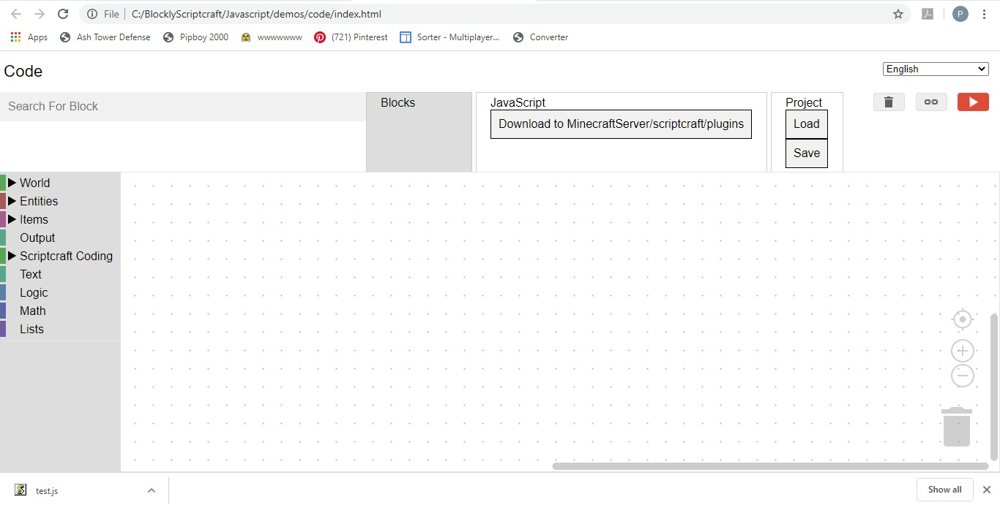 File | C:/BlocklyScriptcraft/Javascript/demos/code/index.html P
Apps Ash Tower Defense Pipboy 2000 wwwwwwww (721) Pinterest Sorter - Multiplayer... Converter
Code
English
Search For Block
Blocks
JavaScript
Download to MinecraftServer/scriptcraft/plugins
Project
Load
Save
World
Entities
Items
Output
Scriptcraft Coding
Text
Logic
Math
Lists
test.js
Show all